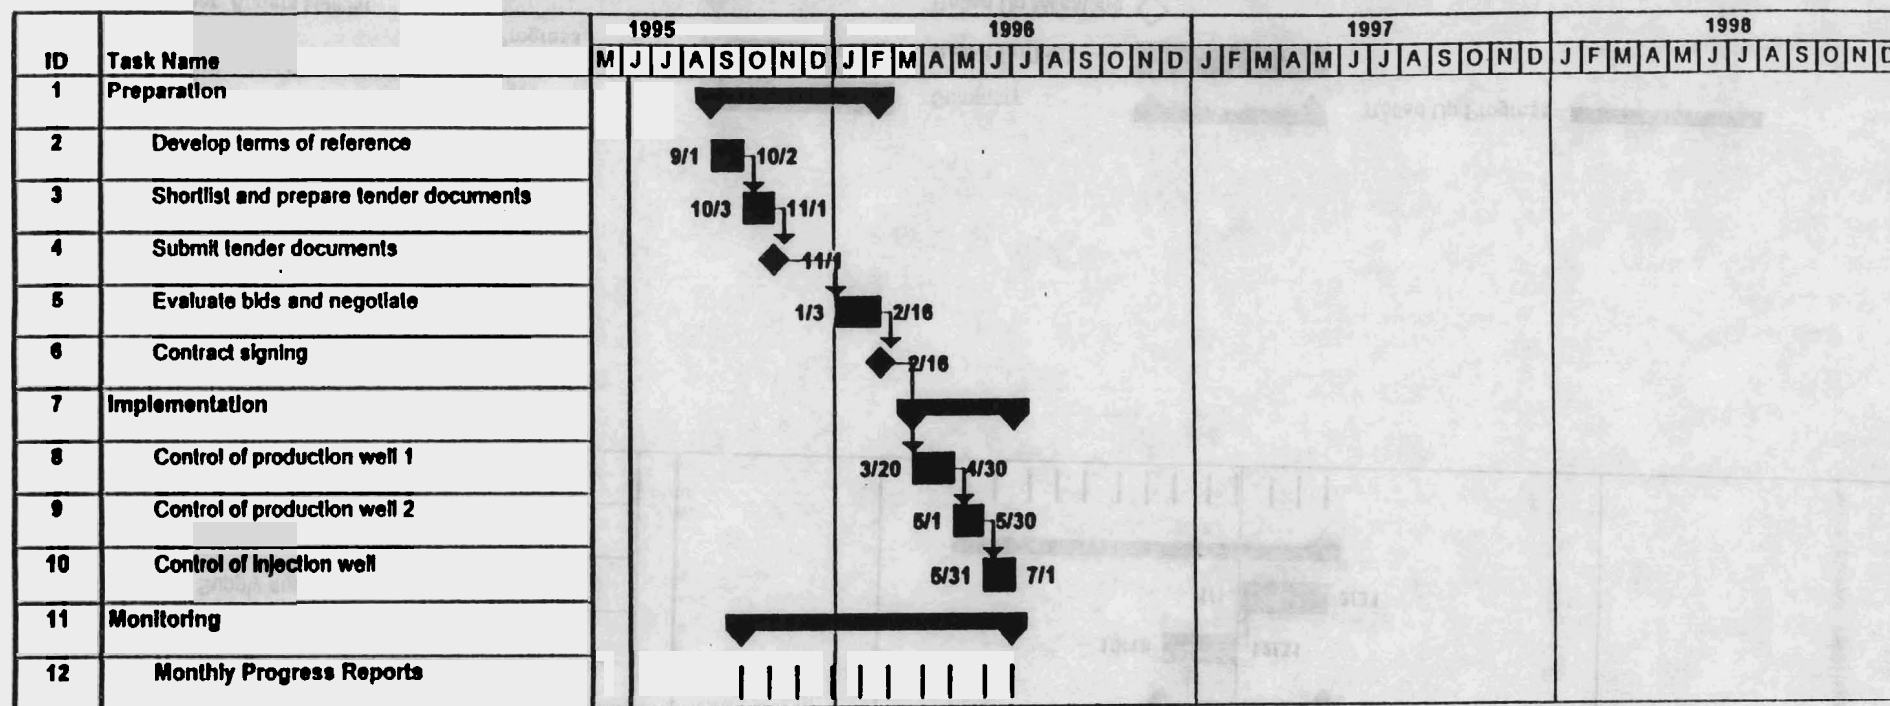 1995 1996 1997 1998
ID Task Name M J J A S O N D J F M A M J J A S O N D J F M A M J J A S O N D J F M A M J J A S O N D
1 Preparation
2 Develop terms of reference 9/1 10/2
3 Shortlist and prepare tender documents 10/3 11/1
4 Submit tender documents 11/1
5 Evaluate bids and negotiate 1/3 2/16
6 Contract signing 2/16
7 Implementation
8 Control of production well 1 3/20 4/30
9 Control of production well 2 5/1 5/30
10 Control of injection well 5/31 7/1
11 Monitoring
12 Monthly Progress Reports